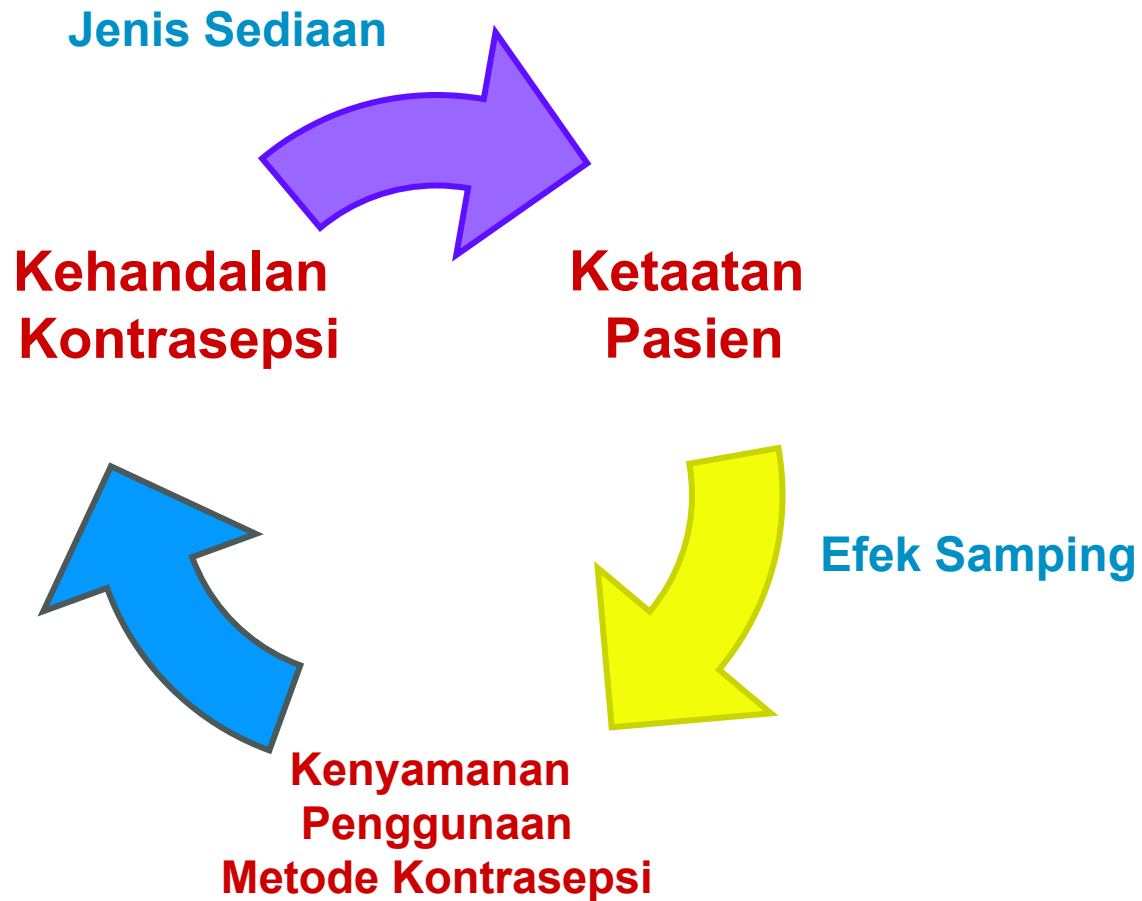 Jenis Sediaan
Kehandalan
Kontrasepsi
Ketaatan
Pasien
Efek Samping
Kenyamanan
Penggunaan
Metode Kontrasepsi